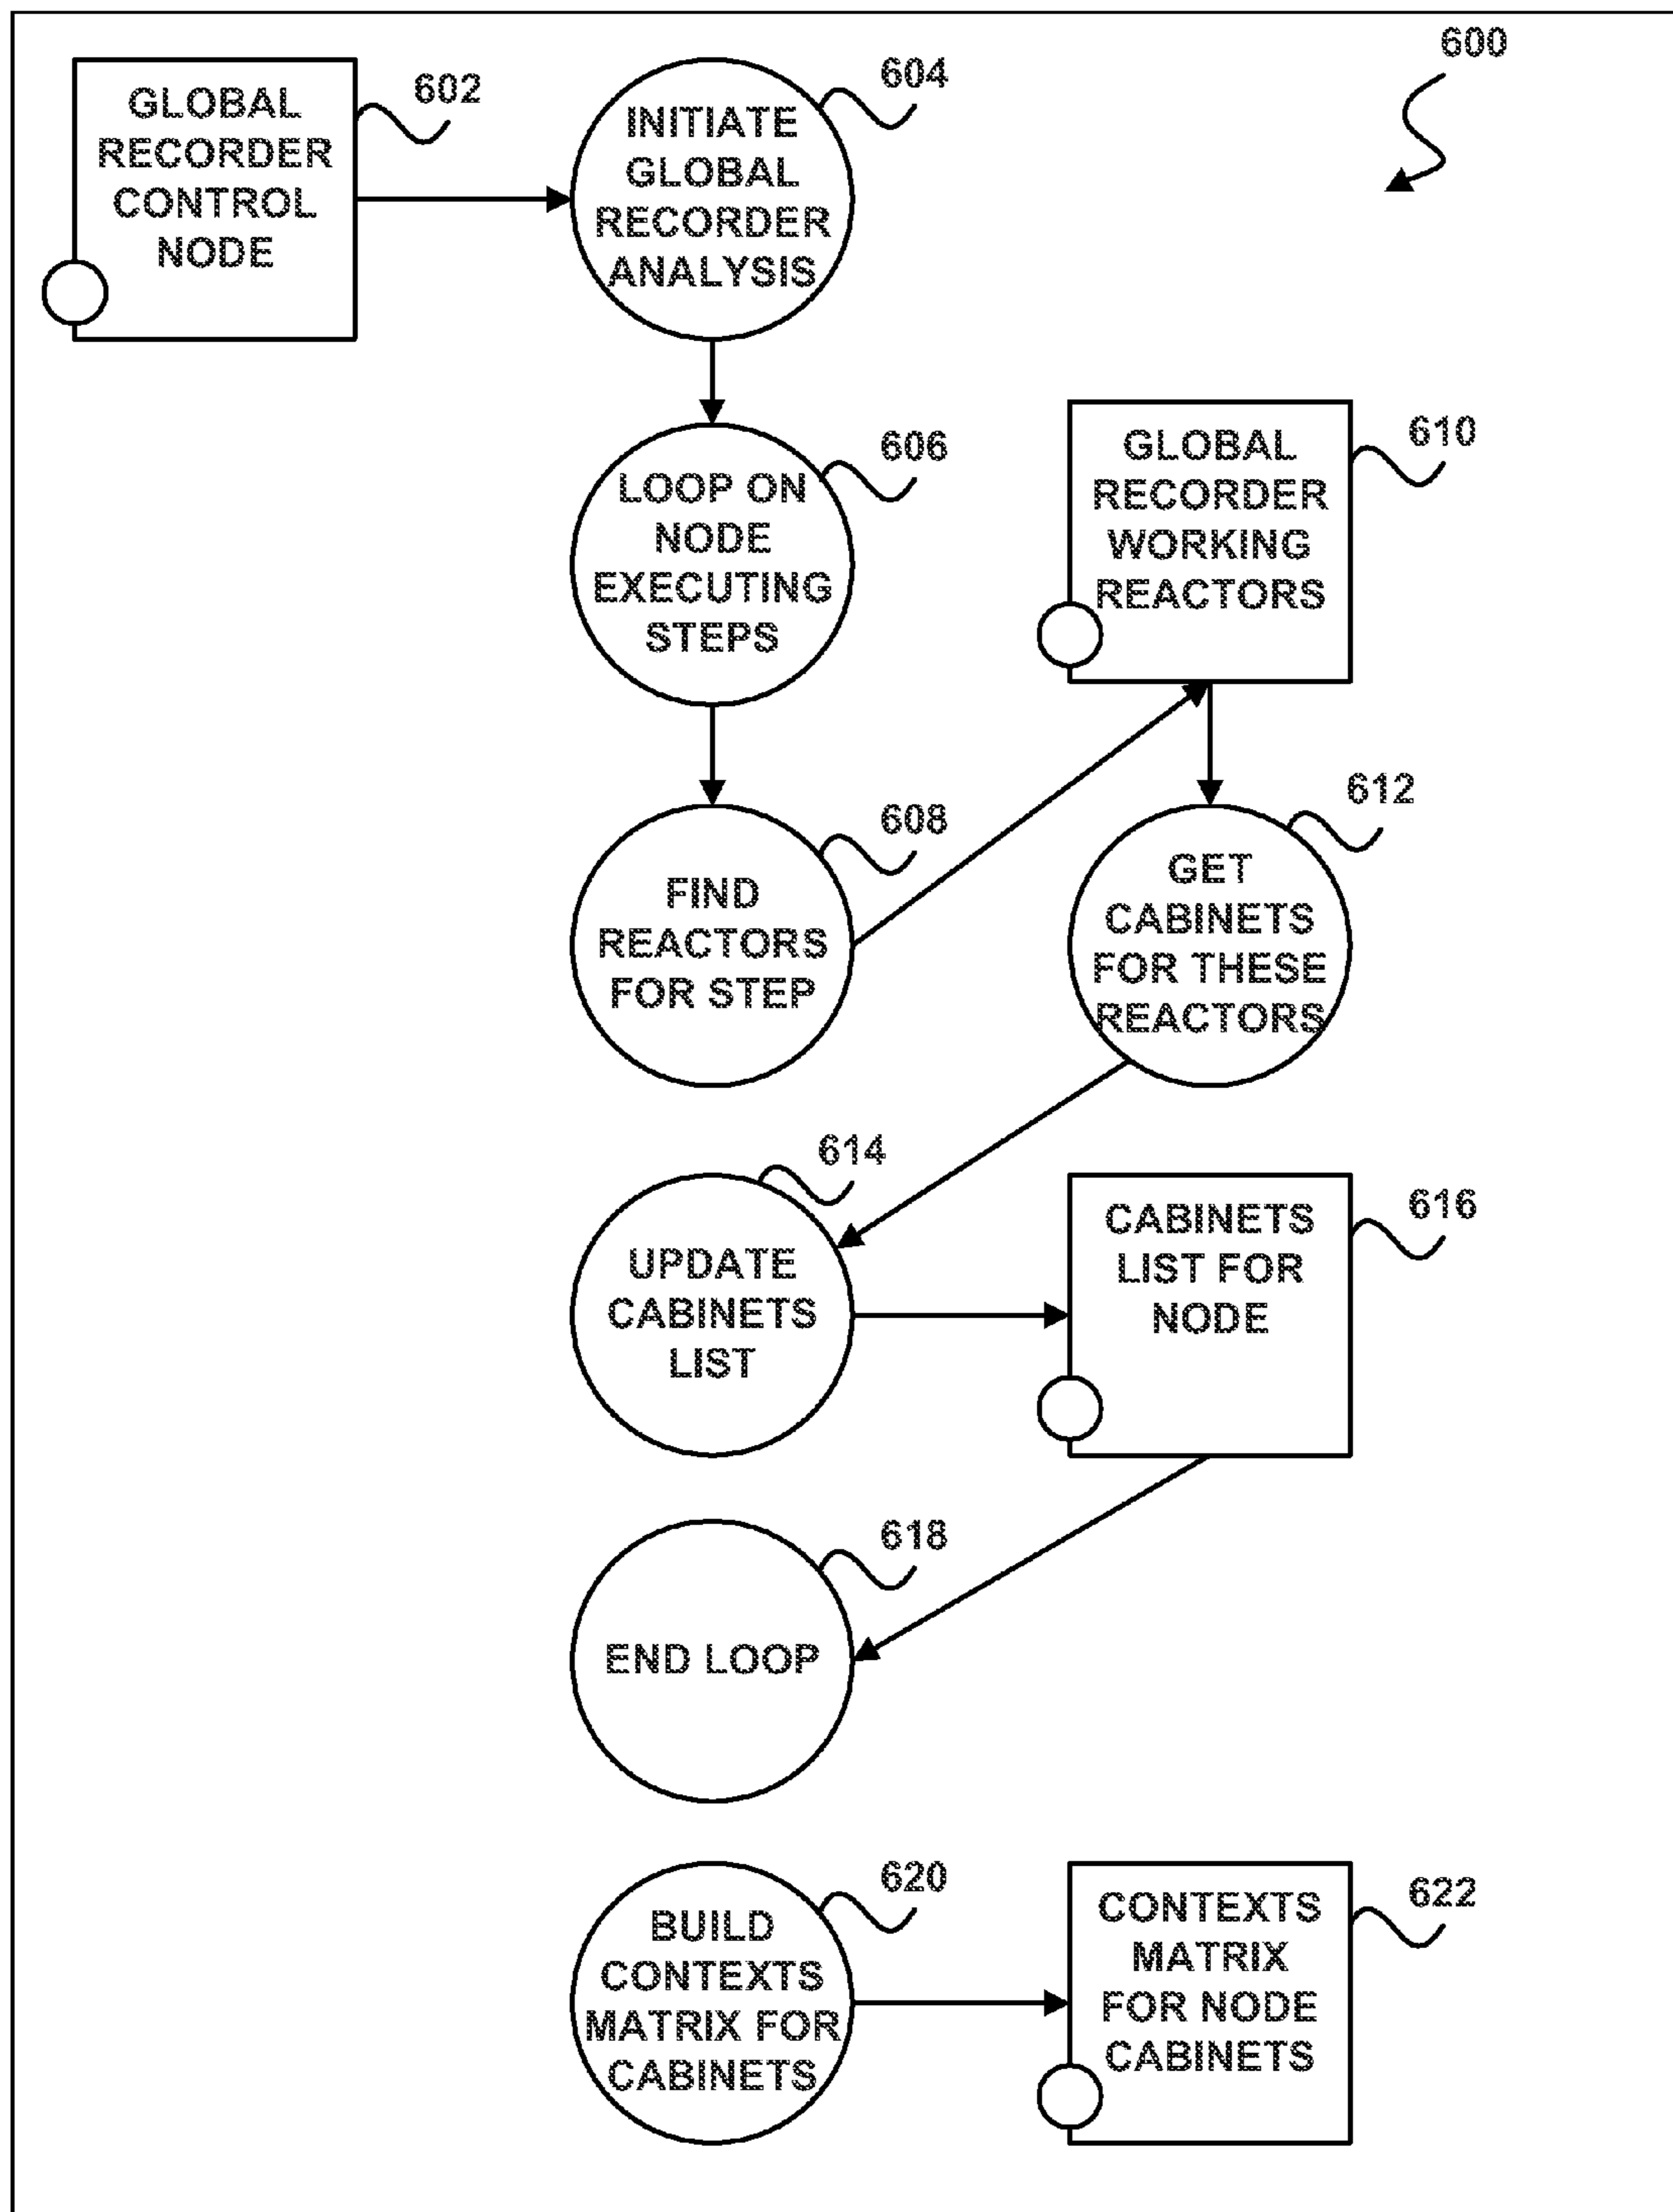 600
GLOBAL
RECORDER
CONTROL
NODE
602
INITIATE
GLOBAL
RECORDER
ANALYSIS
604
LOOP ON
NODE
EXECUTING
STEPS
606
GLOBAL
RECORDER
WORKING
REACTORS
610
FIND
REACTORS
FOR STEP
608
GET
CABINETS
FOR THESE
REACTORS
612
UPDATE
CABINETS
LIST
614
CABINETS
LIST FOR
NODE
616
END LOOP
618
BUILD
CONTEXTS
MATRIX FOR
CABINETS
620
CONTEXTS
MATRIX
FOR NODE
CABINETS
622